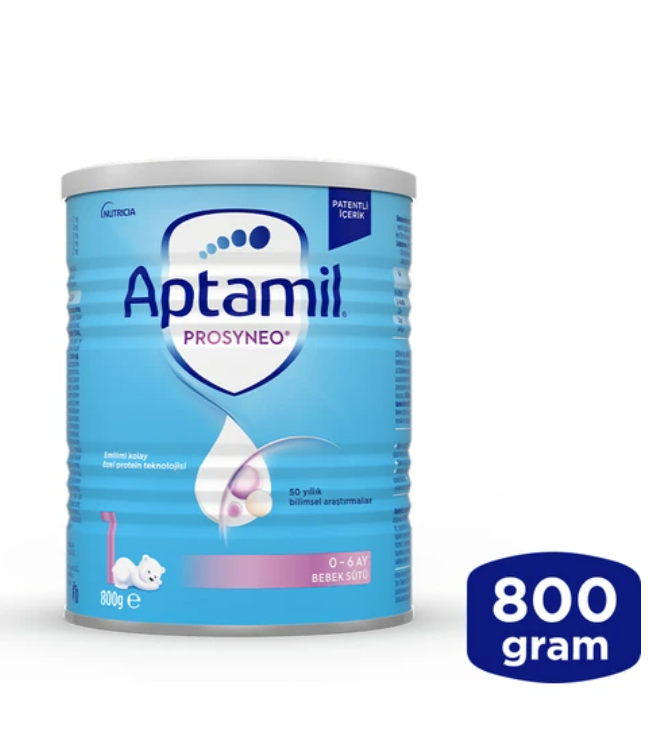 NUTRICIA
PATENTLİ
İÇERİK
Aptamil
PROSYNEO®
Emilimi kolay
özel protein teknolojisi
50 yıllık
bilimsel araştırmalar
1
0-6 AY
BEBEK SÜTÜ
800g e
800
gram